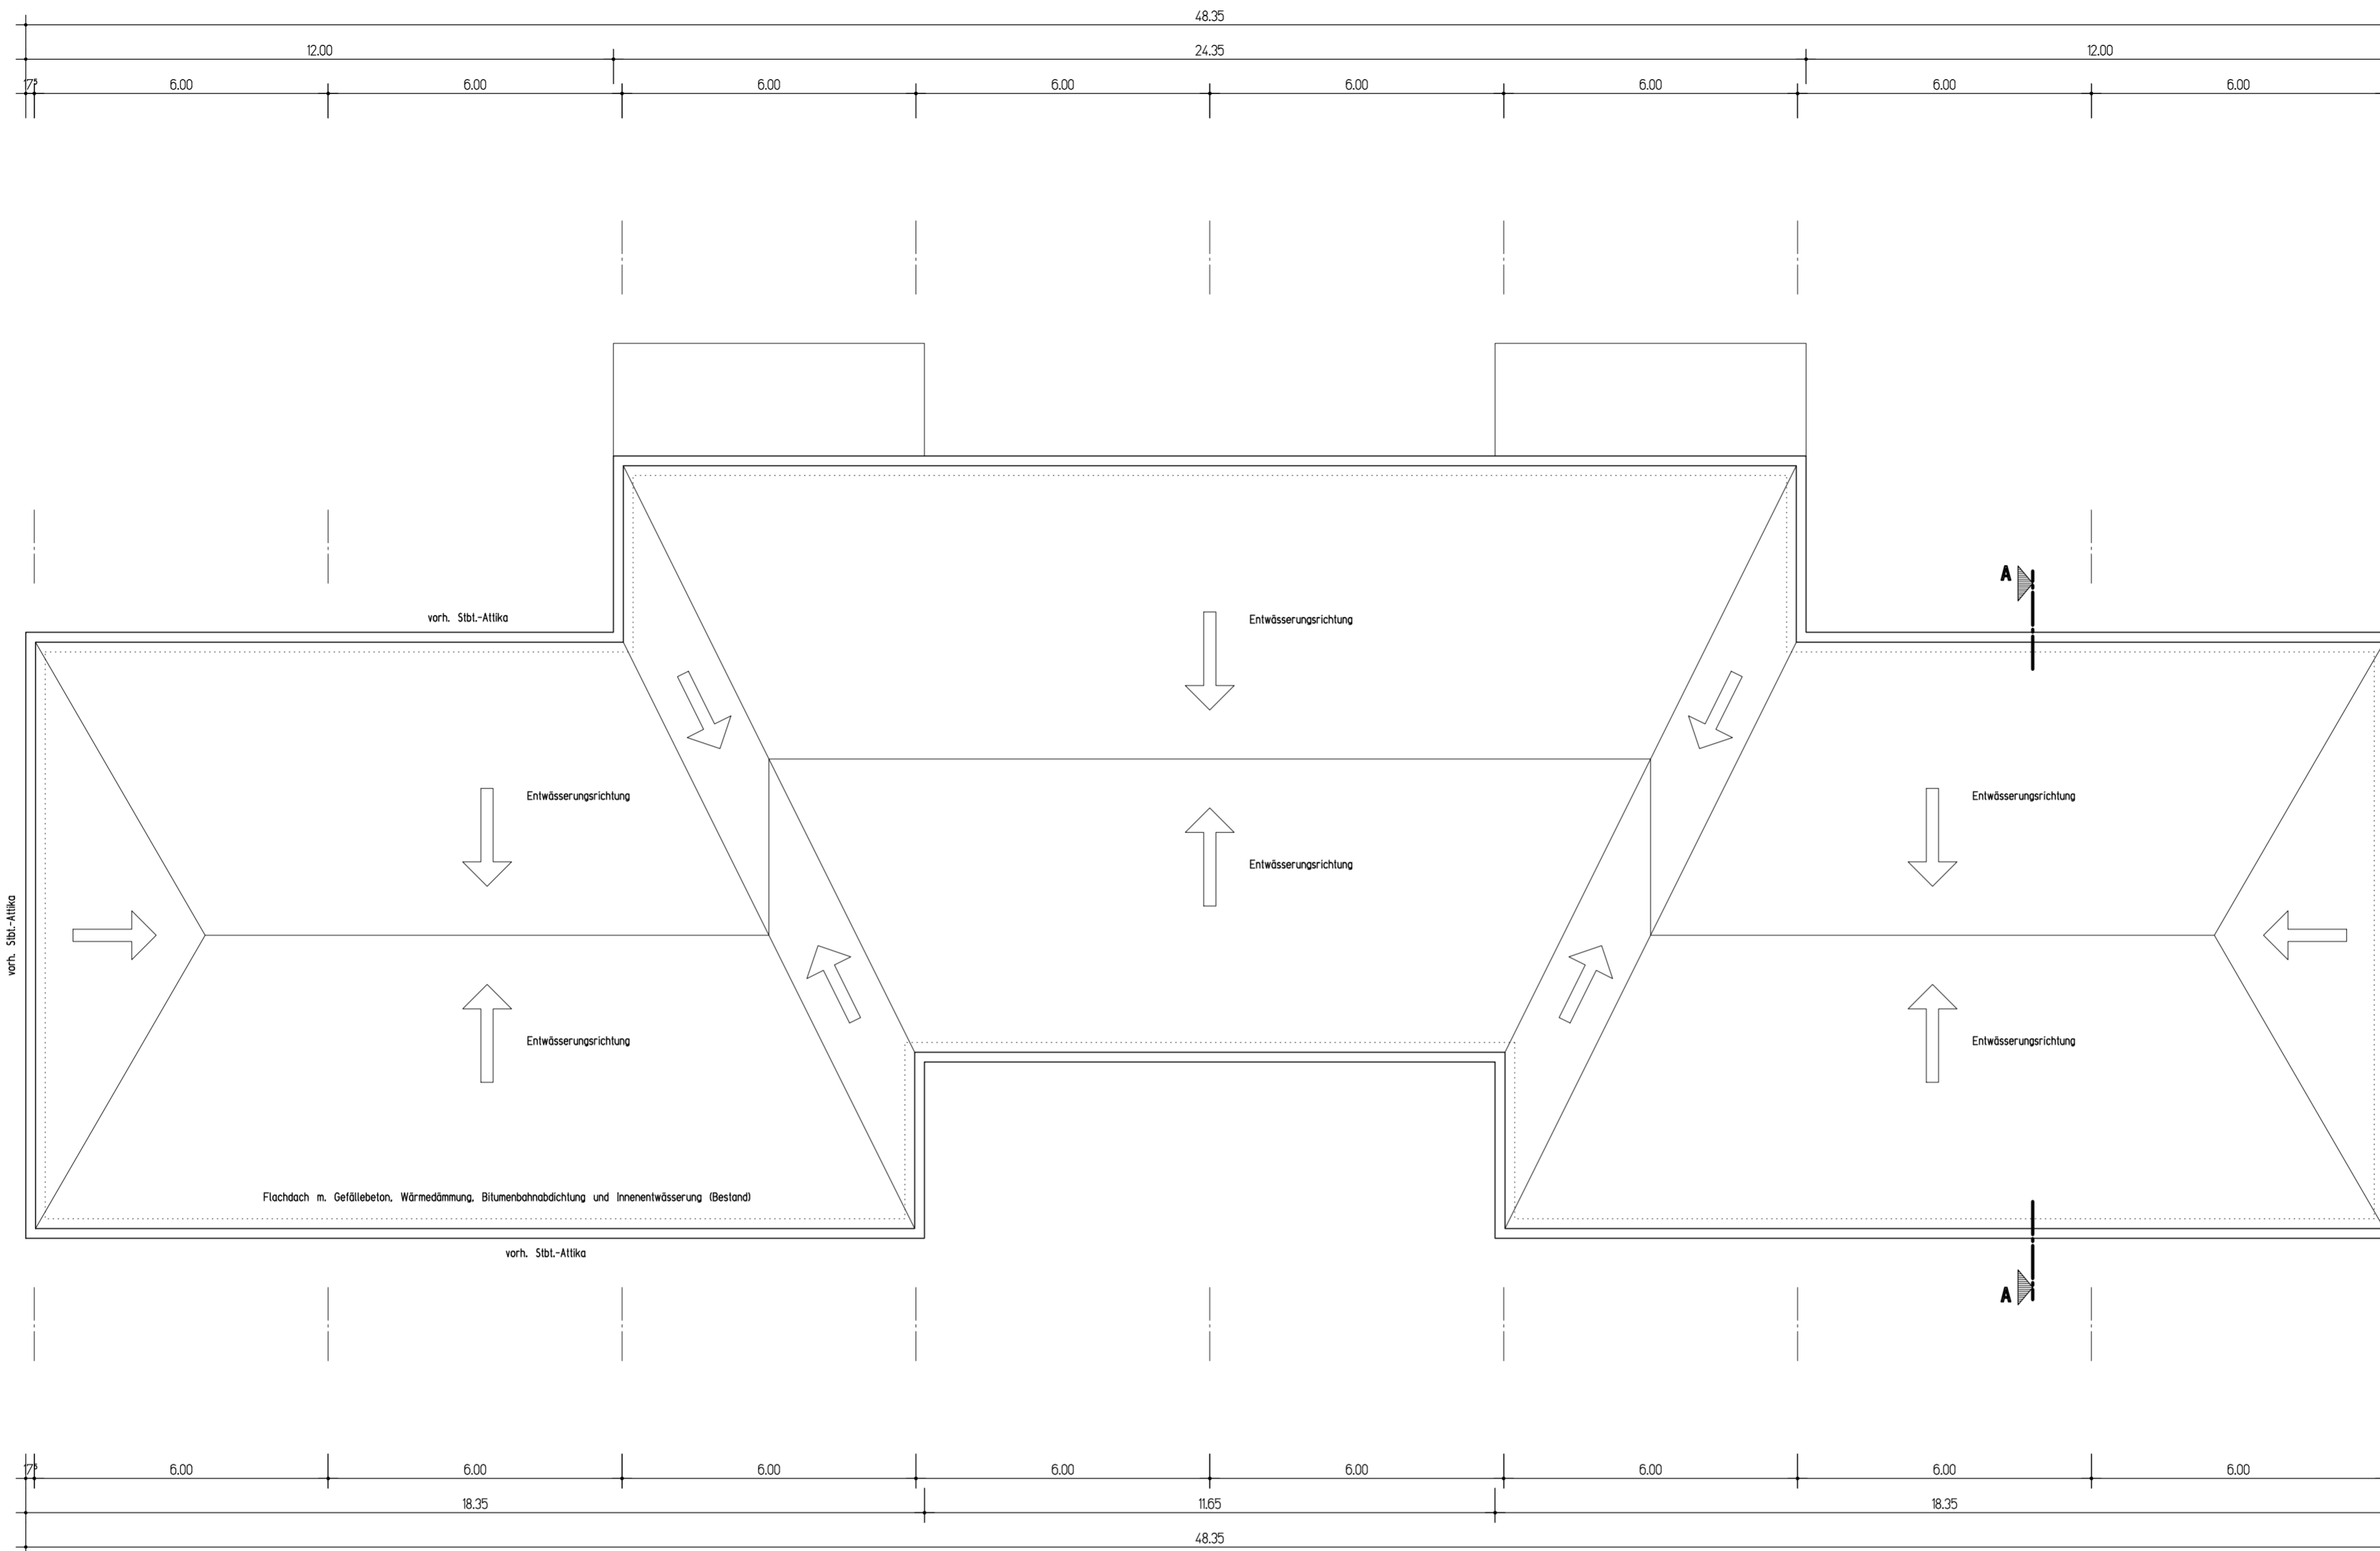 48.35
12.00 24.35 12.00
17⁵ 6.00 6.00 6.00 6.00 6.00 6.00 6.00 6.00
A
vorh. Stbt.-Attika
Entwässerungsrichtung
Entwässerungsrichtung
Entwässerungsrichtung
Entwässerungsrichtung
vorh. Stbt.-Attika
Entwässerungsrichtung
Entwässerungsrichtung
Flachdach m. Gefällebeton, Wärmedämmung, Bitumenbahnabdichtung und Innenentwässerung (Bestand)
vorh. Stbt.-Attika
A
17⁵ 6.00 6.00 6.00 6.00 6.00 6.00 6.00 6.00
18.35 11.65 18.35
48.35